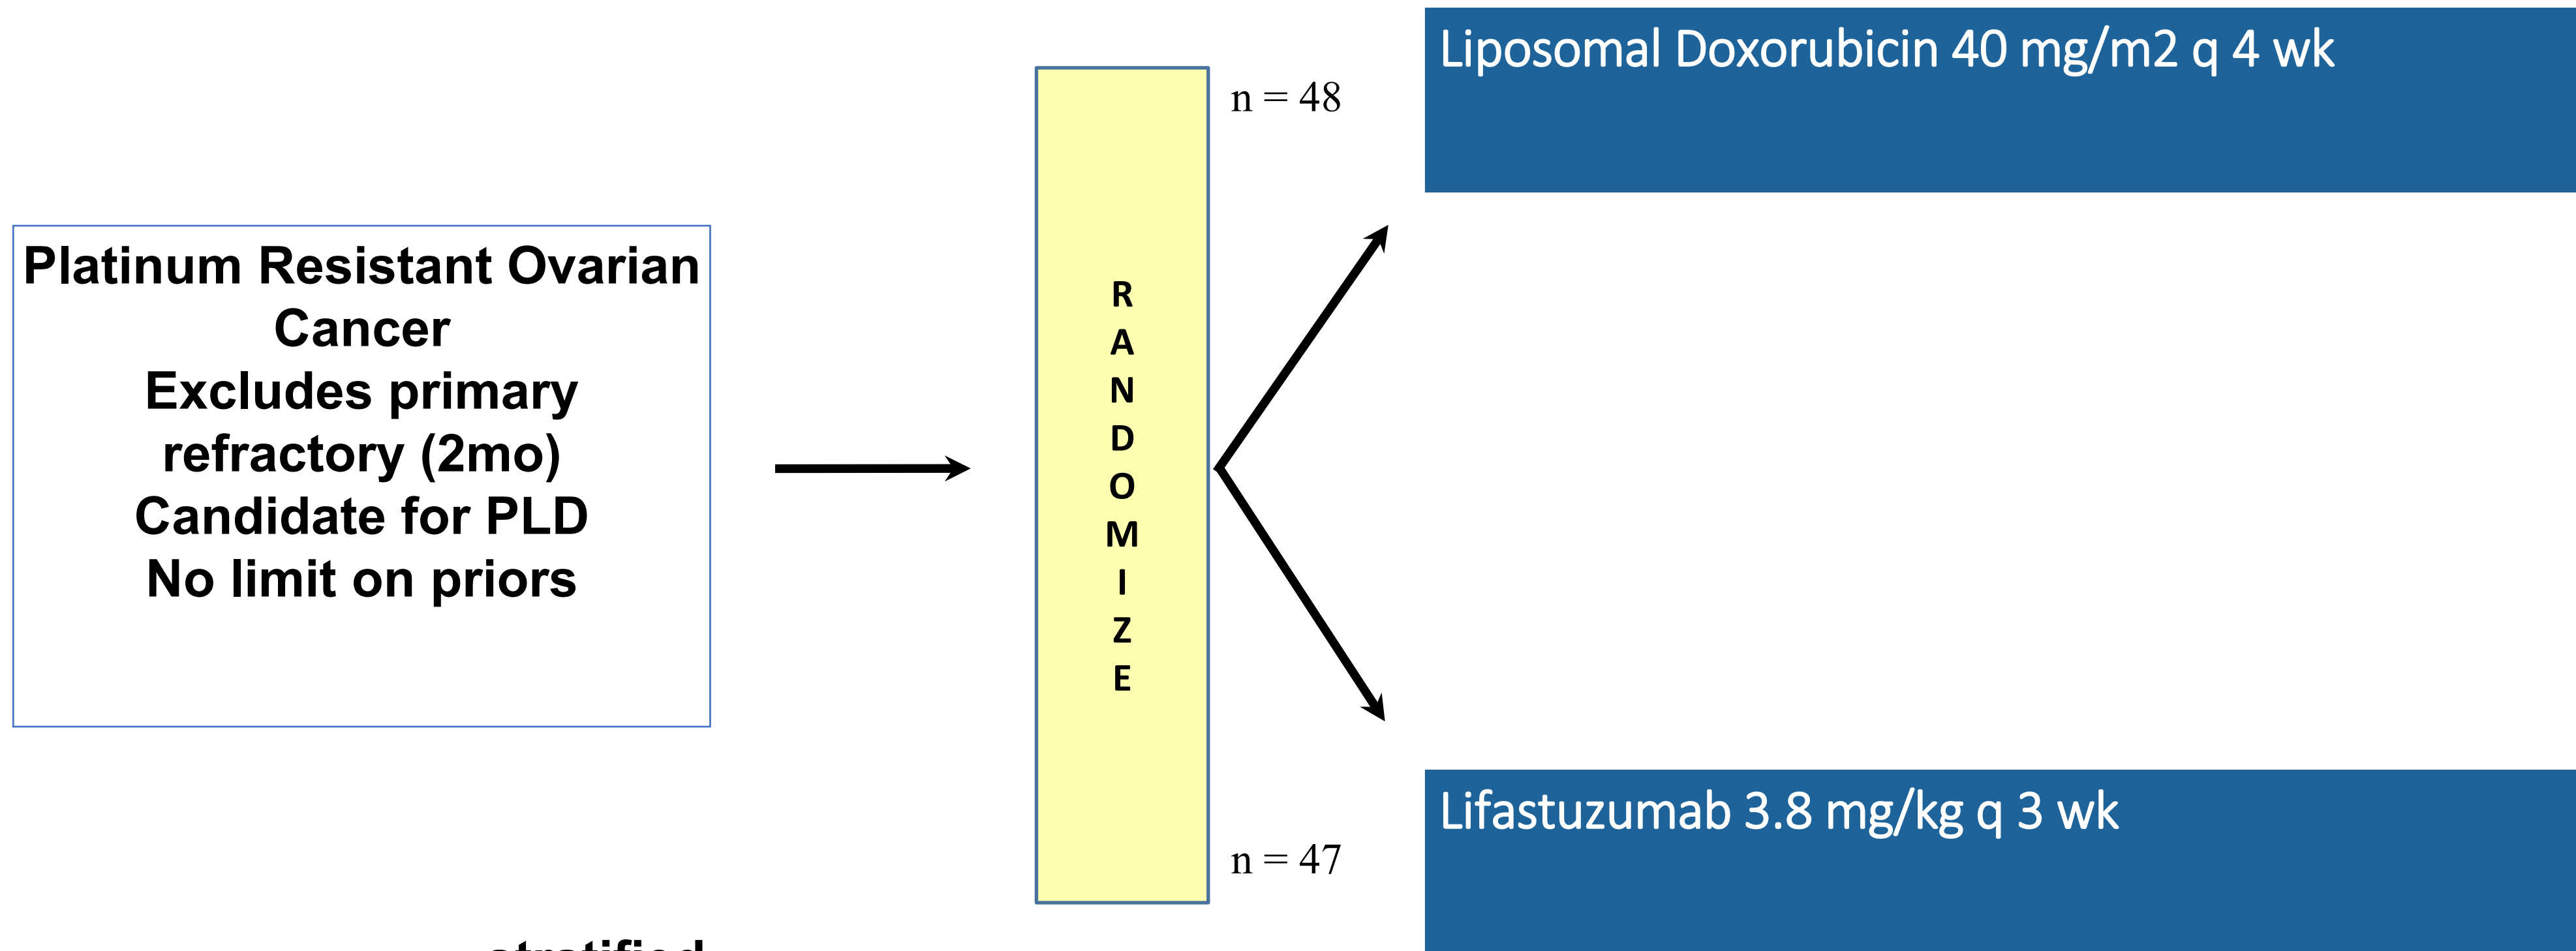 Liposomal Doxorubicin 40 mg/m2 q 4 wk
n = 48
Platinum Resistant Ovarian
Cancer
Excludes primary
refractory (2mo)
Candidate for PLD
No limit on priors
R
A
N
D
O
M
I
Z
E
Lifastuzumab 3.8 mg/kg q 3 wk
n = 47
stratified